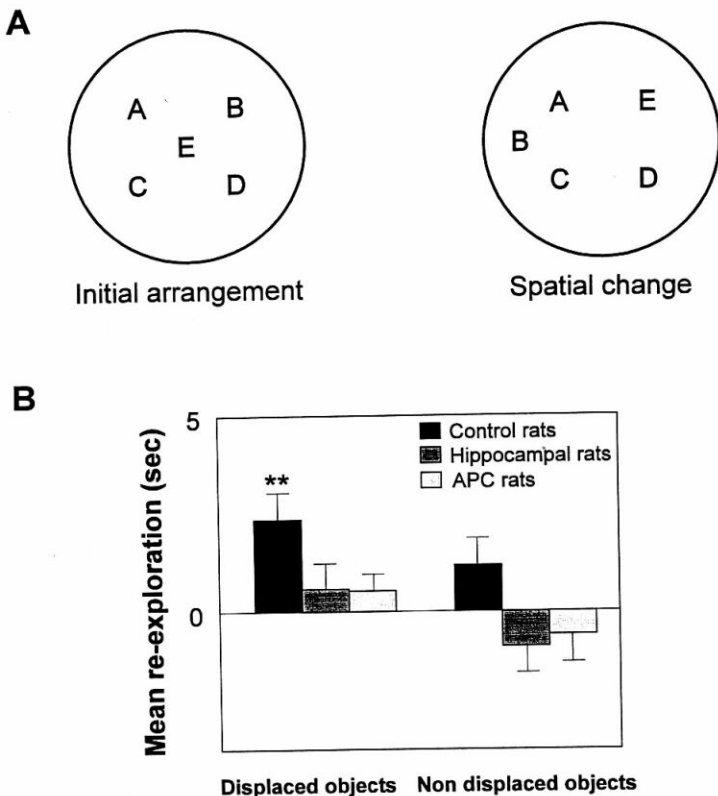 A
A B
E
C D
Initial arrangement
A E
B
C D
Spatial change
B
5
0
Mean re-exploration (sec)
Control rats
Hippocampal rats
APC rats
**
Displaced objects Non displaced objects